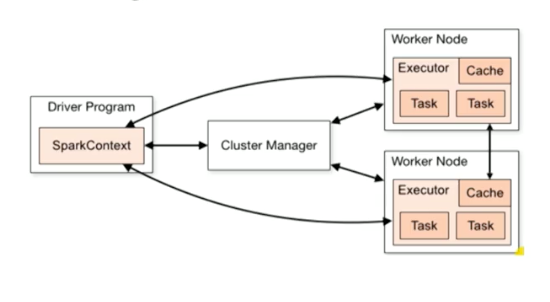 Driver Program
SparkContext
Cluster Manager
Worker Node
Executor
Cache
Task Task
Worker Node
Executor
Cache
Task Task